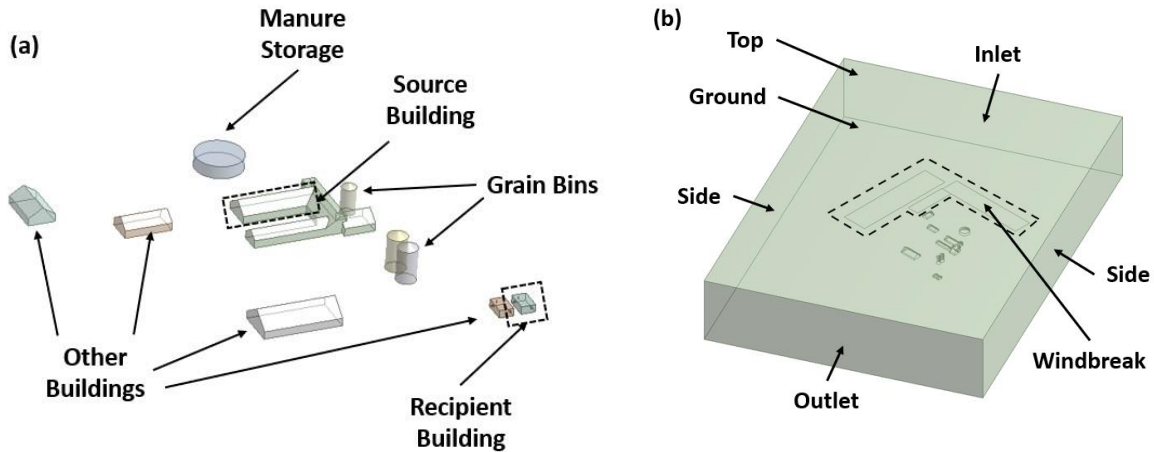 (a)
Manure
Storage
Source
Building
Grain Bins
Other
Buildings
Recipient
Building
(b)
Top
Inlet
Ground
Side
Side
Windbreak
Outlet